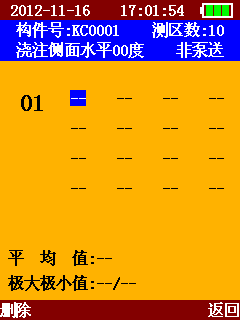 2012-11-16 17:01:54
构件号:KC0001 测区数:10
浇注侧面水平00度 非泵送
01 -- -- -- --
-- -- -- --
-- -- -- --
-- -- -- --
平 均 值:--
极大极小值:--/--
删除 返回